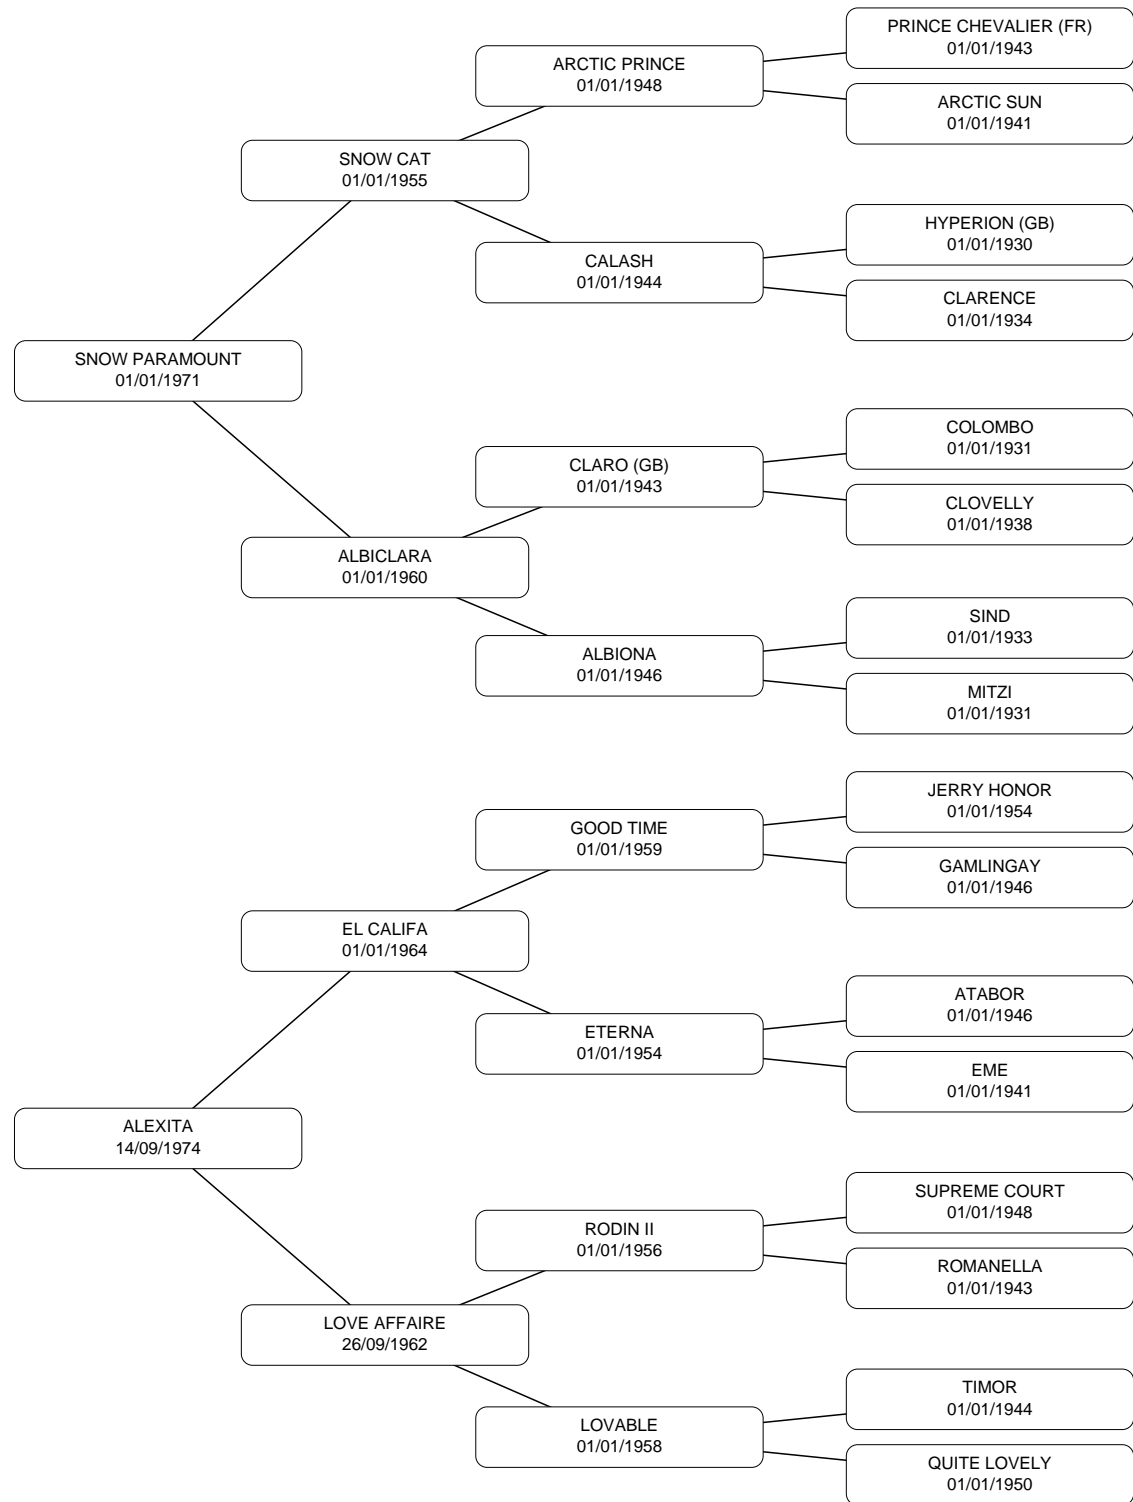 PRINCE CHEVALIER (FR)
01/01/1943
ARCTIC PRINCE
01/01/1948
ARCTIC SUN
01/01/1941
SNOW CAT
01/01/1955
HYPERION (GB)
01/01/1930
CALASH
01/01/1944
CLARENCE
01/01/1934
SNOW PARAMOUNT
01/01/1971
COLOMBO
01/01/1931
CLARO (GB)
01/01/1943
CLOVELLY
01/01/1938
ALBICLARA
01/01/1960
SIND
01/01/1933
ALBIONA
01/01/1946
MITZI
01/01/1931
JERRY HONOR
01/01/1954
GOOD TIME
01/01/1959
GAMLINGAY
01/01/1946
EL CALIFA
01/01/1964
ATABOR
01/01/1946
ETERNA
01/01/1954
EME
01/01/1941
ALEXITA
14/09/1974
SUPREME COURT
01/01/1948
RODIN II
01/01/1956
ROMANELLA
01/01/1943
LOVE AFFAIRE
26/09/1962
TIMOR
01/01/1944
LOVABLE
01/01/1958
QUITE LOVELY
01/01/1950